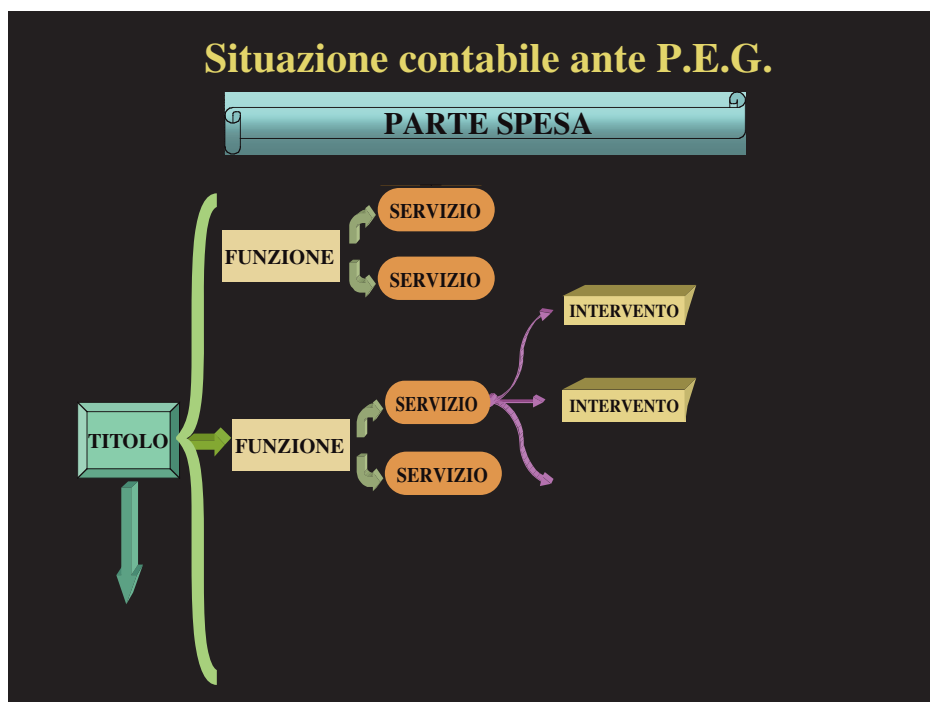 Situazione contabile ante P.E.G.
PARTE SPESA
SERVIZIO
FUNZIONE
SERVIZIO
INTERVENTO
SERVIZIO
INTERVENTO
TITOLO
FUNZIONE
SERVIZIO